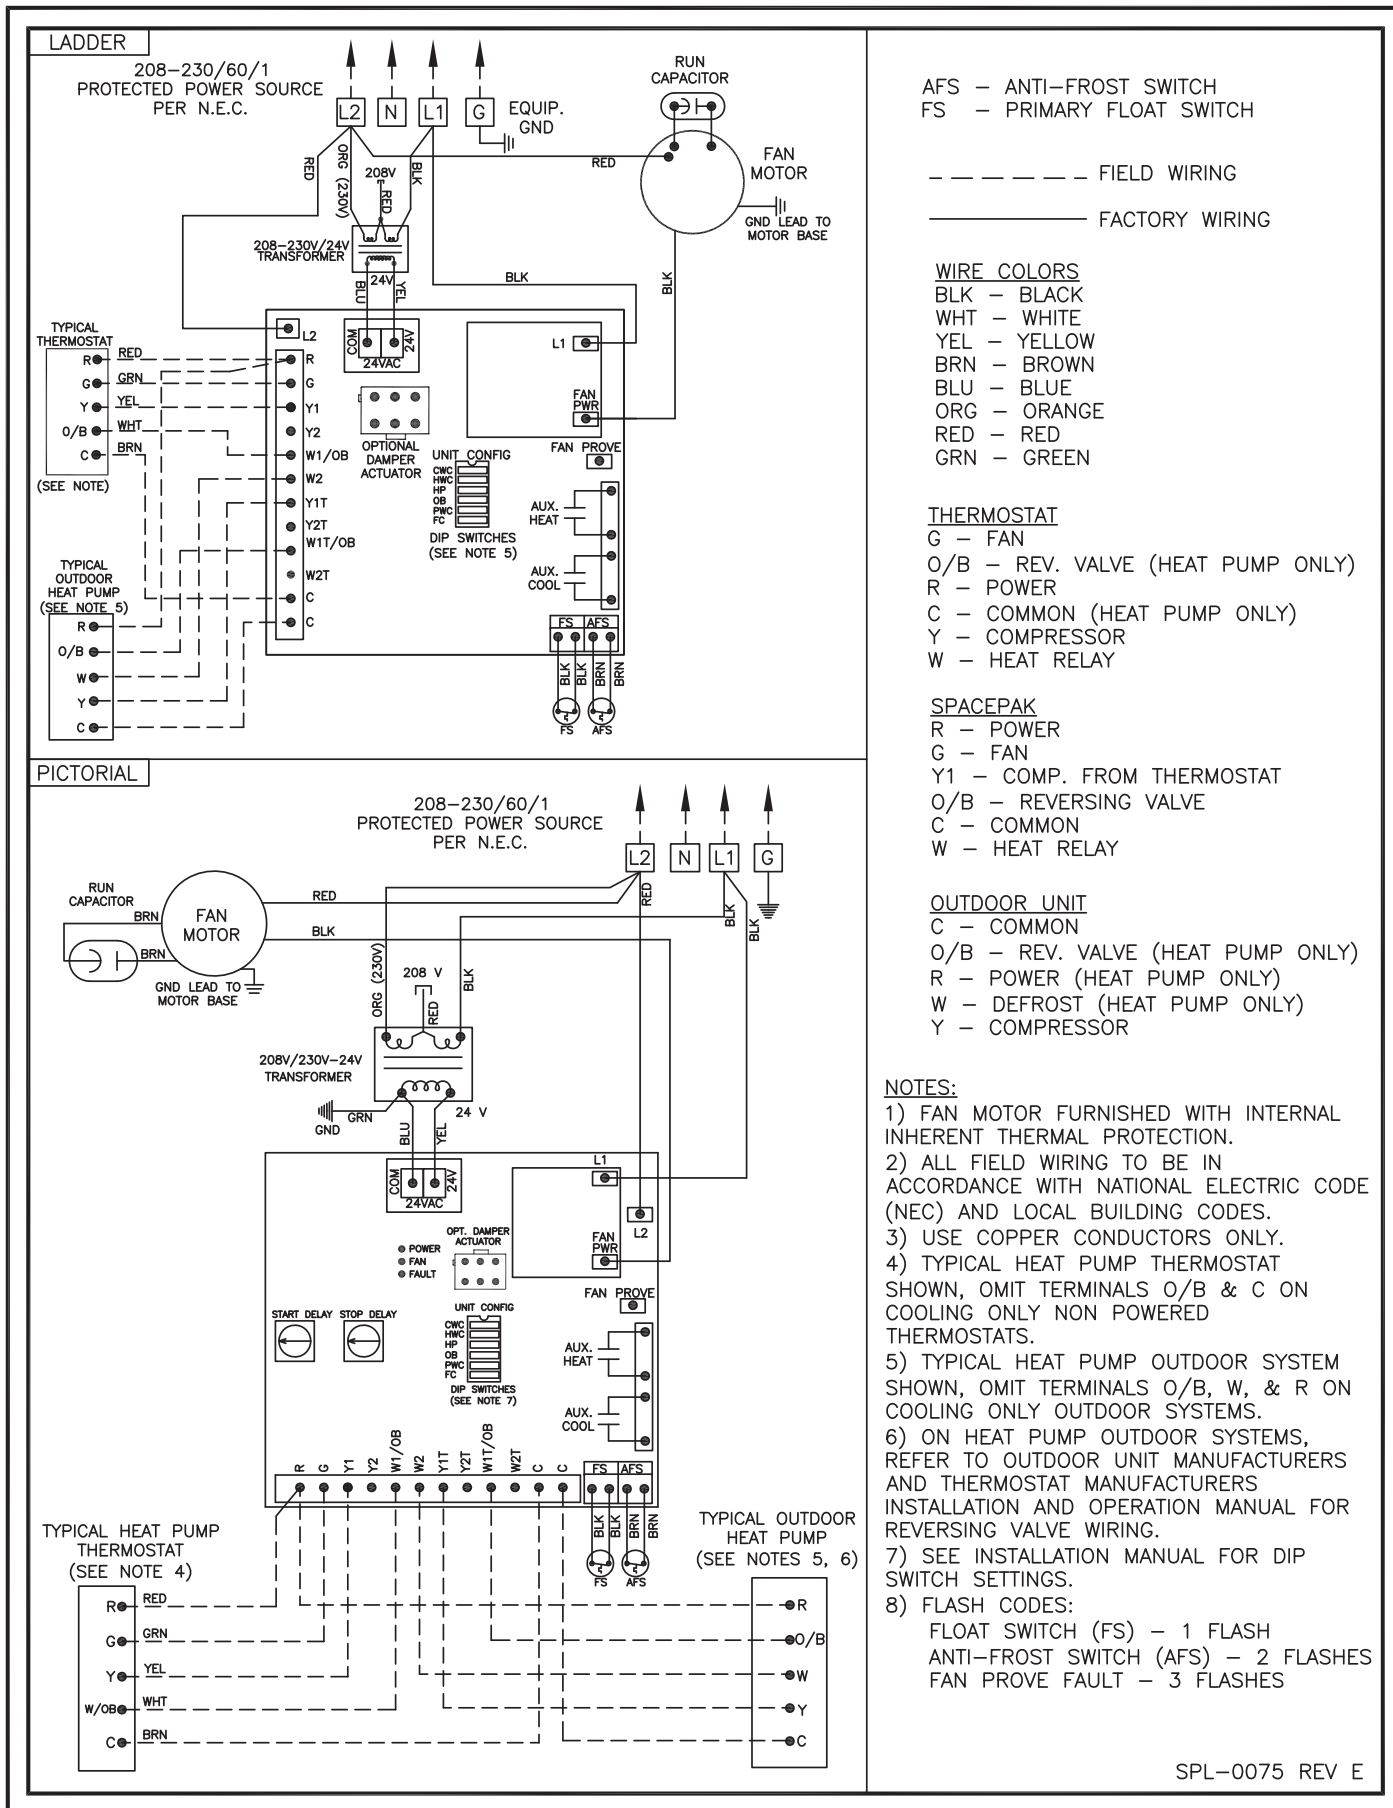 LADDER
208-230/60/1
PROTECTED POWER SOURCE
PER N.E.C.
L2
N
L1
G
EQUIP.
GND
RUN
CAPACITOR
FAN
MOTOR
GND LEAD TO
MOTOR BASE
RED
ORG (230V)
208V
RED
BLK
RED
208-230V/24V
TRANSFORMER
24V
BLU
YEL
BLK
BLK
TYPICAL
THERMOSTAT
R
G
Y
O/B
C
RED
GRN
YEL
WHT
BRN
(SEE NOTE)
TYPICAL
OUTDOOR
HEAT PUMP
(SEE NOTE 5)
R
O/B
W
Y
C
L2
R
G
Y1
Y2
W1/OB
W2
Y1T
Y2T
W1T/OB
W2T
C
C
COM
24V
24VAC
OPTIONAL
DAMPER
ACTUATOR
L1
FAN
PWR
FAN PROVE
UNIT CONFIG
CWC
HWC
HP
OB
PWC
FC
DIP SWITCHES
(SEE NOTE 5)
AUX.
HEAT
AUX.
COOL
FS
AFS
BLK
BLK
BRN
BRN
FS
AFS
PICTORIAL
208-230/60/1
PROTECTED POWER SOURCE
PER N.E.C.
L2
N
L1
G
RUN
CAPACITOR
BRN
BRN
FAN
MOTOR
GND LEAD TO
MOTOR BASE
RED
BLK
RED
BLK
BLK
ORG (230V)
208 V
RED
BLK
208V/230V-24V
TRANSFORMER
GND
GRN
24 V
BLU
YEL
COM
24V
24VAC
L1
L2
FAN
PWR
FAN PROVE
OPT. DAMPER
ACTUATOR
POWER
FAN
FAULT
START DELAY
STOP DELAY
UNIT CONFIG
CWC
HWC
HP
OB
PWC
FC
DIP SWITCHES
(SEE NOTE 7)
AUX.
HEAT
AUX.
COOL
R
G
Y1
Y2
W1/OB
W2
Y1T
Y2T
W1T/OB
W2T
C
C
FS
AFS
BLK
BLK
BRN
BRN
FS
AFS
TYPICAL HEAT PUMP
THERMOSTAT
(SEE NOTE 4)
R
G
Y
W/OB
C
RED
GRN
YEL
WHT
BRN
TYPICAL OUTDOOR
HEAT PUMP
(SEE NOTES 5, 6)
R
O/B
W
Y
C
AFS - ANTI-FROST SWITCH
FS - PRIMARY FLOAT SWITCH
FIELD WIRING
FACTORY WIRING
WIRE COLORS
BLK - BLACK
WHT - WHITE
YEL - YELLOW
BRN - BROWN
BLU - BLUE
ORG - ORANGE
RED - RED
GRN - GREEN
THERMOSTAT
G - FAN
O/B - REV. VALVE (HEAT PUMP ONLY)
R - POWER
C - COMMON (HEAT PUMP ONLY)
Y - COMPRESSOR
W - HEAT RELAY
SPACEPAK
R - POWER
G - FAN
Y1 - COMP. FROM THERMOSTAT
O/B - REVERSING VALVE
C - COMMON
W - HEAT RELAY
OUTDOOR UNIT
C - COMMON
O/B - REV. VALVE (HEAT PUMP ONLY)
R - POWER (HEAT PUMP ONLY)
W - DEFROST (HEAT PUMP ONLY)
Y - COMPRESSOR
NOTES:
1) FAN MOTOR FURNISHED WITH INTERNAL
INHERENT THERMAL PROTECTION.
2) ALL FIELD WIRING TO BE IN
ACCORDANCE WITH NATIONAL ELECTRIC CODE
(NEC) AND LOCAL BUILDING CODES.
3) USE COPPER CONDUCTORS ONLY.
4) TYPICAL HEAT PUMP THERMOSTAT
SHOWN, OMIT TERMINALS O/B & C ON
COOLING ONLY NON POWERED
THERMOSTATS.
5) TYPICAL HEAT PUMP OUTDOOR SYSTEM
SHOWN, OMIT TERMINALS O/B, W, & R ON
COOLING ONLY OUTDOOR SYSTEMS.
6) ON HEAT PUMP OUTDOOR SYSTEMS,
REFER TO OUTDOOR UNIT MANUFACTURERS
AND THERMOSTAT MANUFACTURERS
INSTALLATION AND OPERATION MANUAL FOR
REVERSING VALVE WIRING.
7) SEE INSTALLATION MANUAL FOR DIP
SWITCH SETTINGS.
8) FLASH CODES:
FLOAT SWITCH (FS) - 1 FLASH
ANTI-FROST SWITCH (AFS) - 2 FLASHES
FAN PROVE FAULT - 3 FLASHES
SPL-0075 REV E